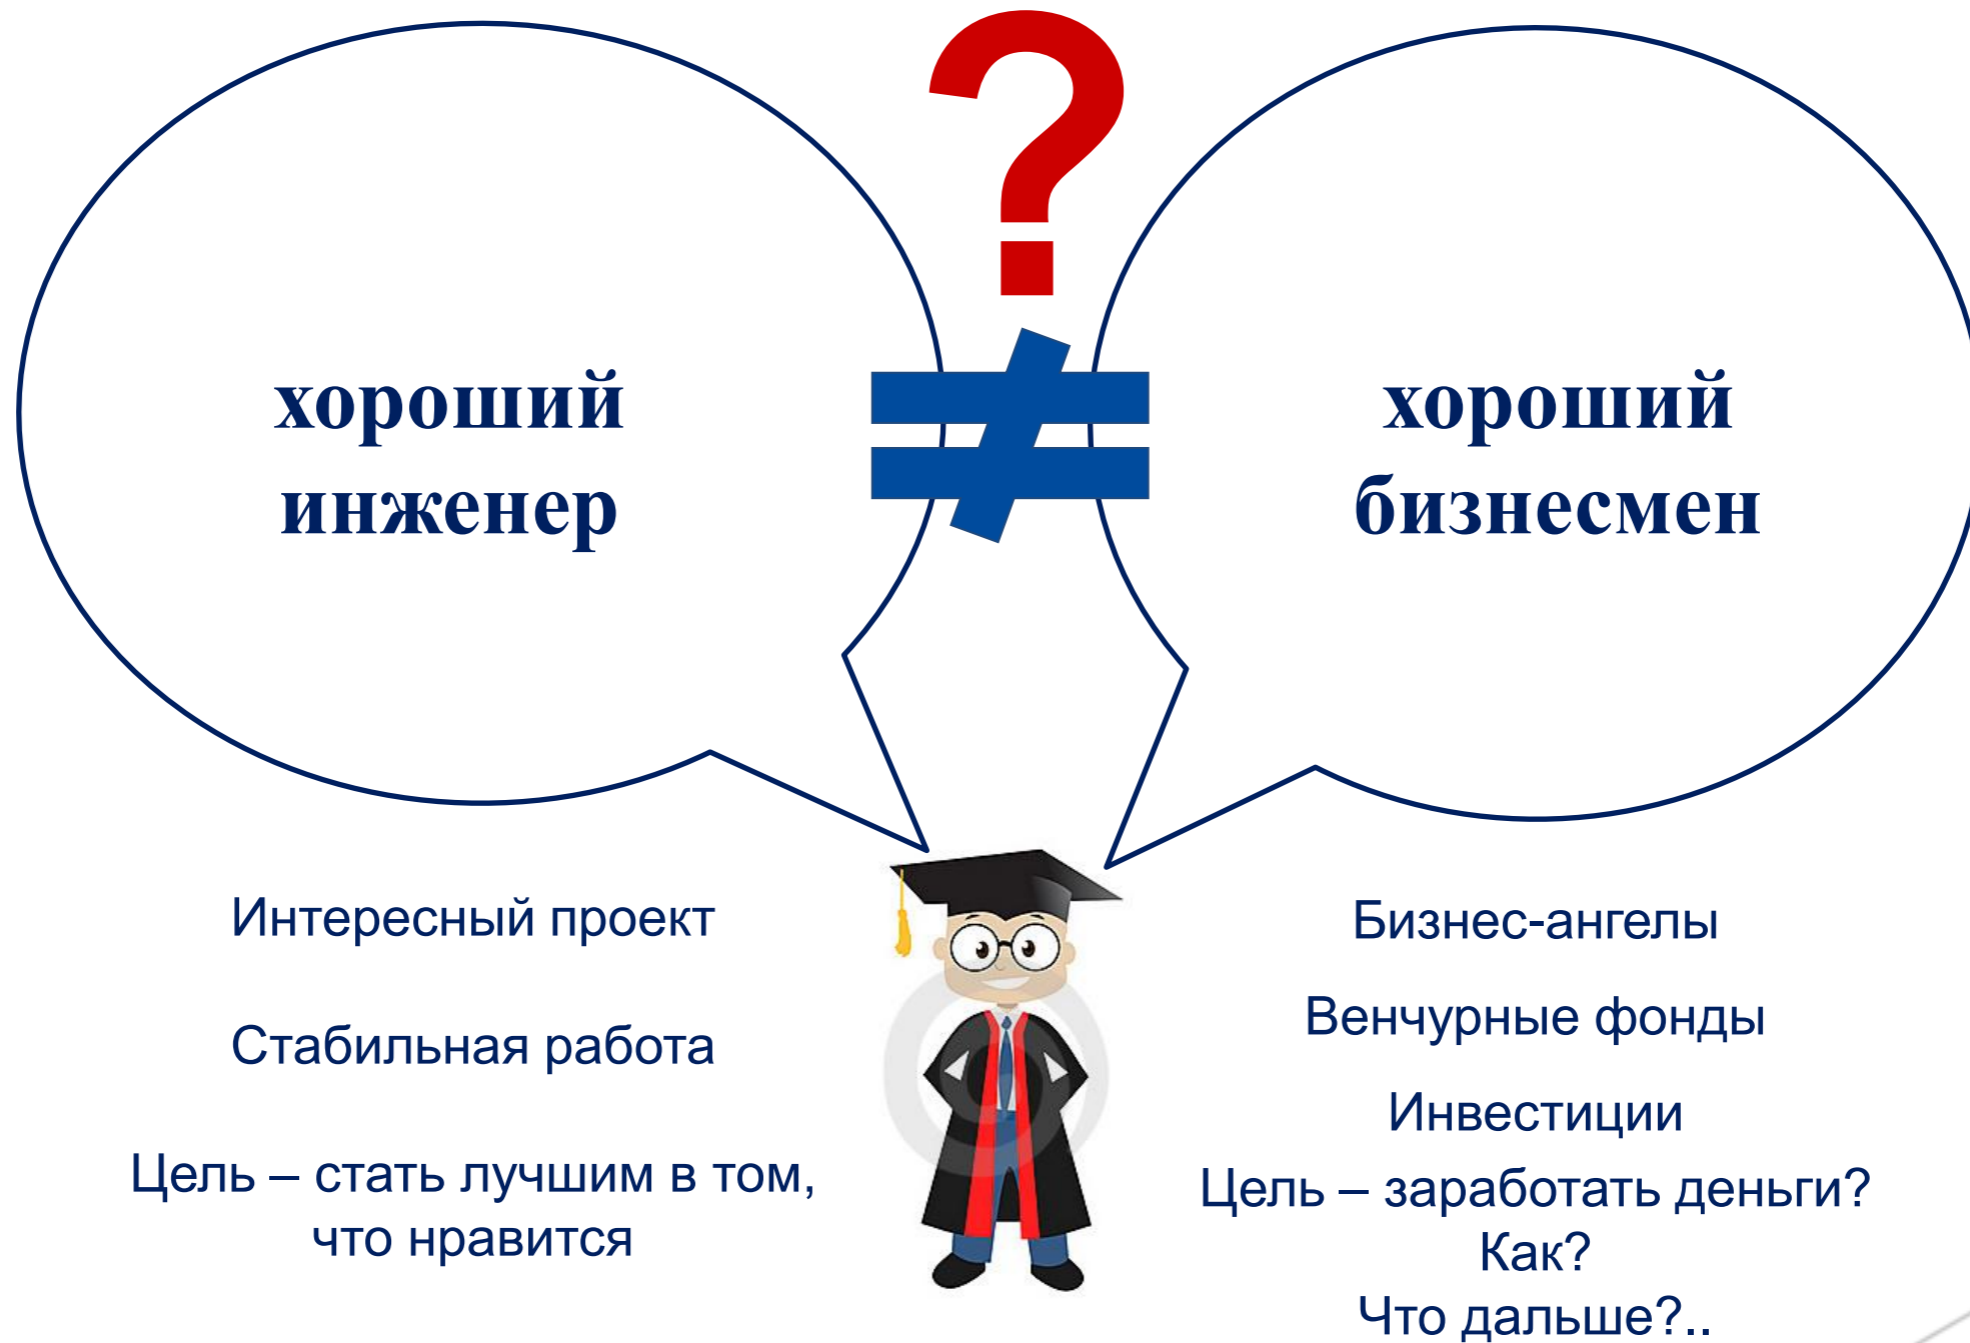 ?
хороший
инженер
≠
хороший
бизнесмен
Интересный проект
Стабильная работа
Цель – стать лучшим в том,
что нравится
Бизнес-ангелы
Венчурные фонды
Инвестиции
Цель – заработать деньги?
Как?
Что дальше?..